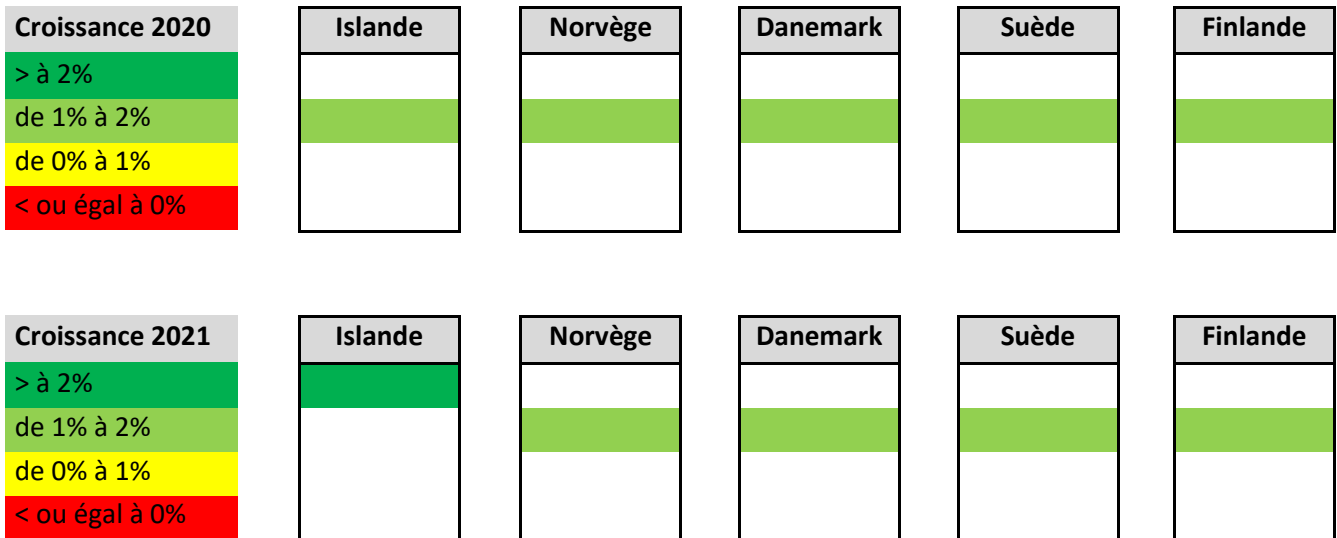 Croissance 2020 Islande Norvège Danemark Suède Finlande
> à 2%
de 1% à 2%
de 0% à 1%
< ou égal à 0%
Croissance 2021 Islande Norvège Danemark Suède Finlande
> à 2%
de 1% à 2%
de 0% à 1%
< ou égal à 0%